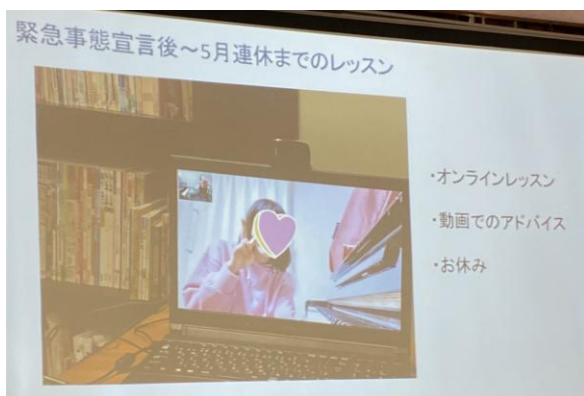 緊急事態宣言後～5月連休までのレッスン
・オンラインレッスン
・動画でのアドバイス
・お休み